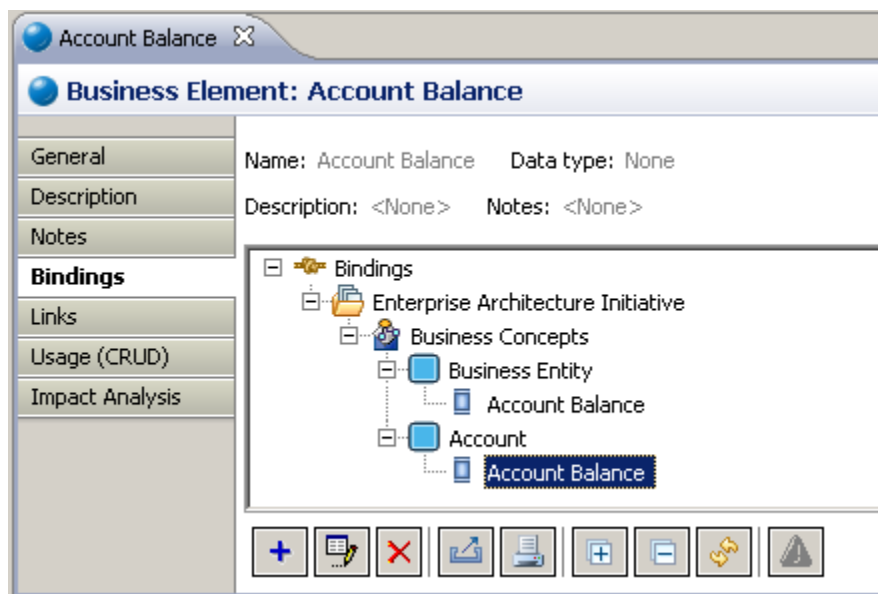 Account Balance
Business Element: Account Balance
General
Description
Notes
Bindings
Links
Usage (CRUD)
Impact Analysis
Name: Account Balance Data type: None
Description: <None> Notes: <None>
Bindings
Enterprise Architecture Initiative
Business Concepts
Business Entity
Account Balance
Account
Account Balance